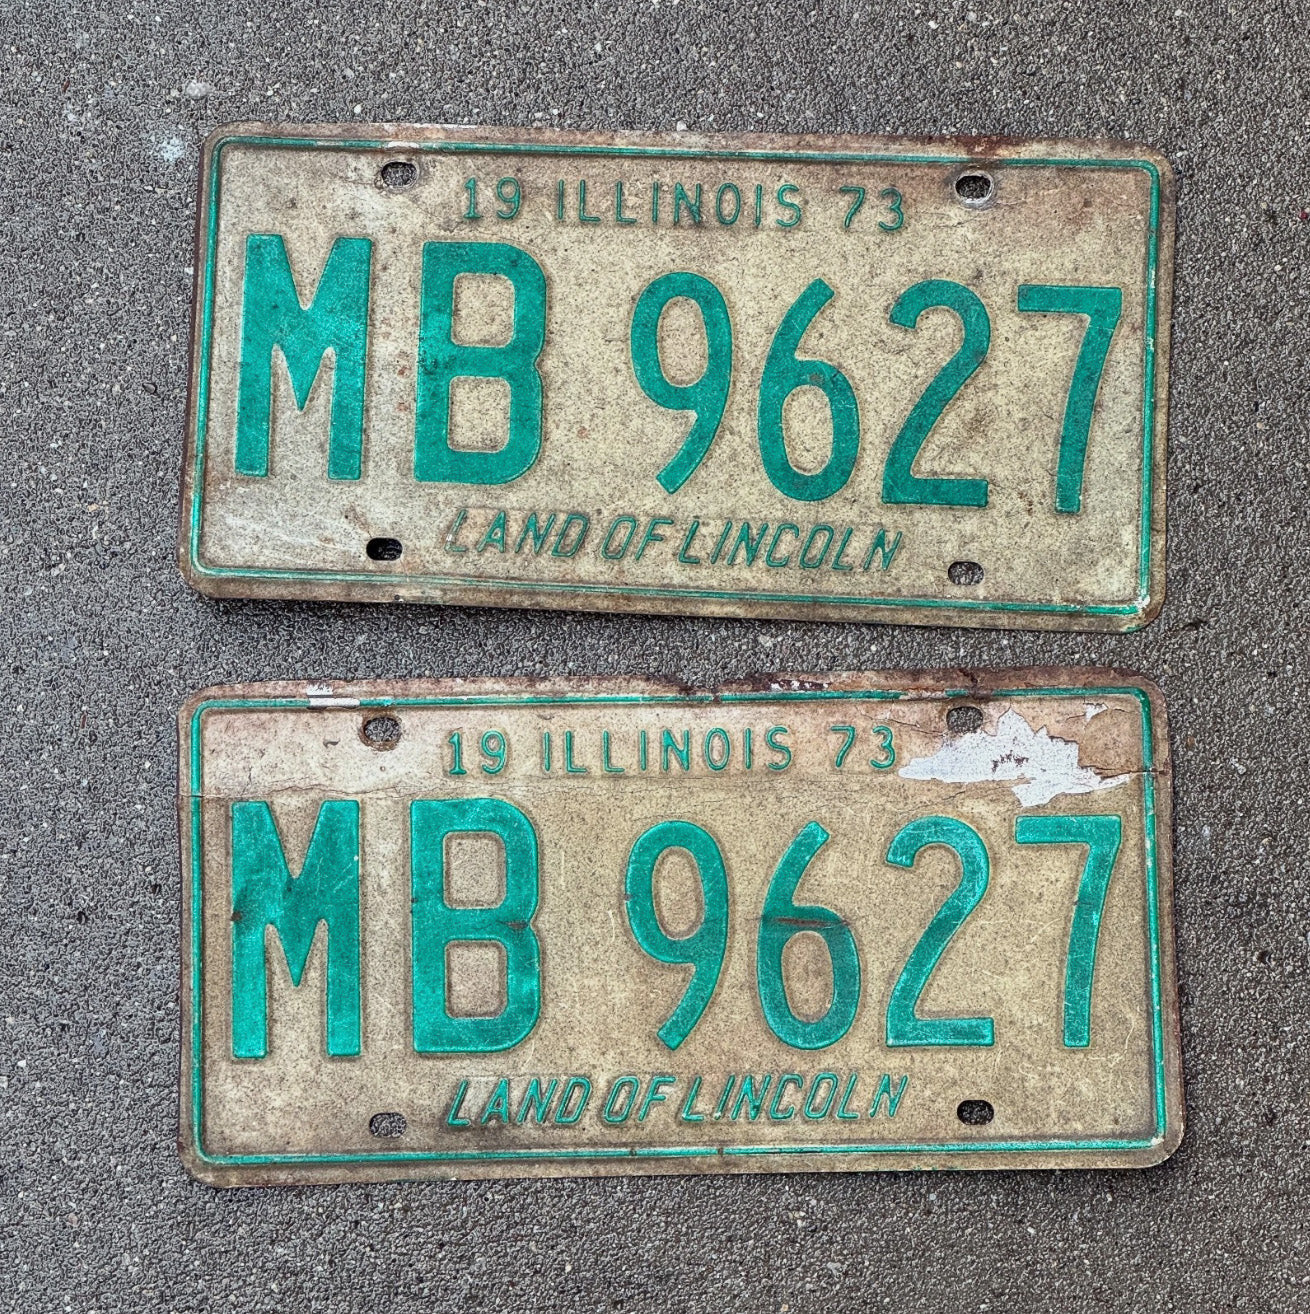 19 ILLINOIS 73
MB 9627
LAND OF LINCOLN
19 ILLINOIS 73
MB 9627
LAND OF LINCOLN